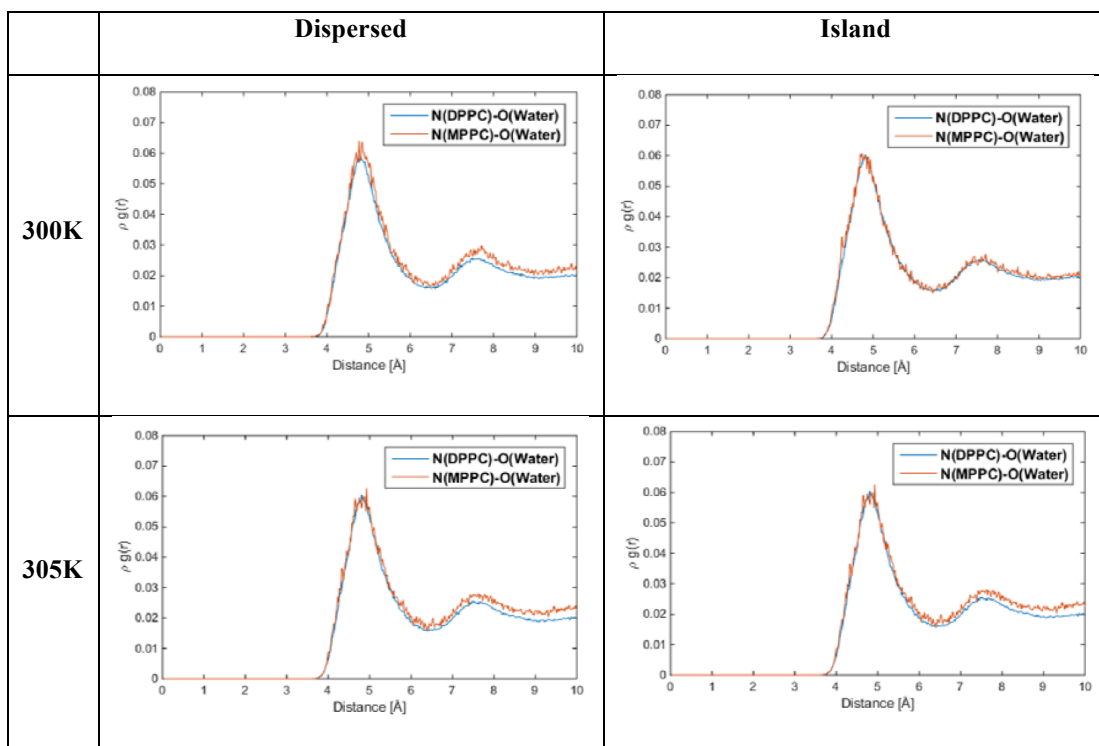 Dispersed
Island
300K
0.08
0.07
0.06
0.05
0.04
0.03
0.02
0.01
0
ρ g(r)
N(DPPC)-O(Water)
N(MPPC)-O(Water)
0 1 2 3 4 5 6 7 8 9 10
Distance [Å]
0.08
0.07
0.06
0.05
0.04
0.03
0.02
0.01
0
ρ g(r)
N(DPPC)-O(Water)
N(MPPC)-O(Water)
0 1 2 3 4 5 6 7 8 9 10
Distance [Å]
305K
0.08
0.07
0.06
0.05
0.04
0.03
0.02
0.01
0
ρ g(r)
N(DPPC)-O(Water)
N(MPPC)-O(Water)
0 1 2 3 4 5 6 7 8 9 10
Distance [Å]
0.08
0.07
0.06
0.05
0.04
0.03
0.02
0.01
0
ρ g(r)
N(DPPC)-O(Water)
N(MPPC)-O(Water)
0 1 2 3 4 5 6 7 8 9 10
Distance [Å]